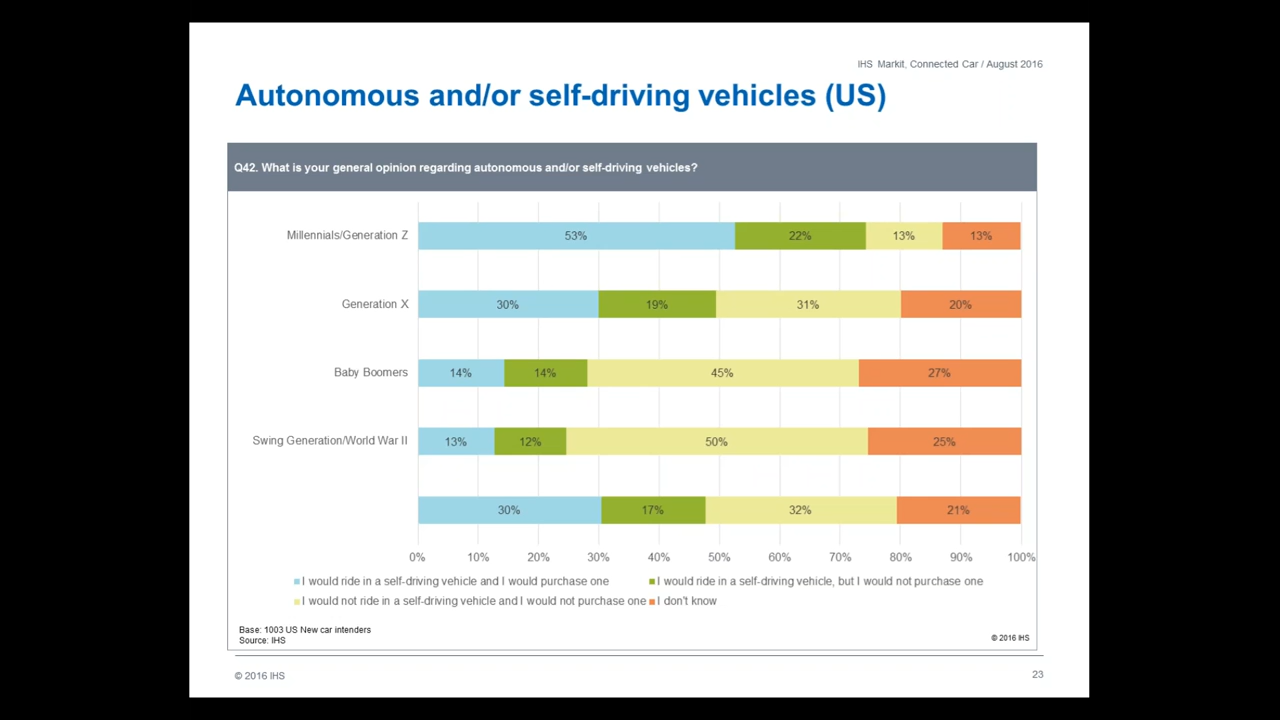 IHS Markit, Connected Car / August 2016
Autonomous and/or self-driving vehicles (US)
Q42. What is your general opinion regarding autonomous and/or self-driving vehicles?
Millennials/Generation Z 53% 22% 13% 13%
Generation X 30% 19% 31% 20%
Baby Boomers 14% 14% 45% 27%
Swing Generation/World War II 13% 12% 50% 25%
30% 17% 32% 21%
0% 10% 20% 30% 40% 50% 60% 70% 80% 90% 100%
I would ride in a self-driving vehicle and I would purchase one I would ride in a self-driving vehicle, but I would not purchase one
I would not ride in a self-driving vehicle and I would not purchase one I don't know
Base: 1003 US New car intenders
Source: IHS
© 2016 IHS
© 2016 IHS
23